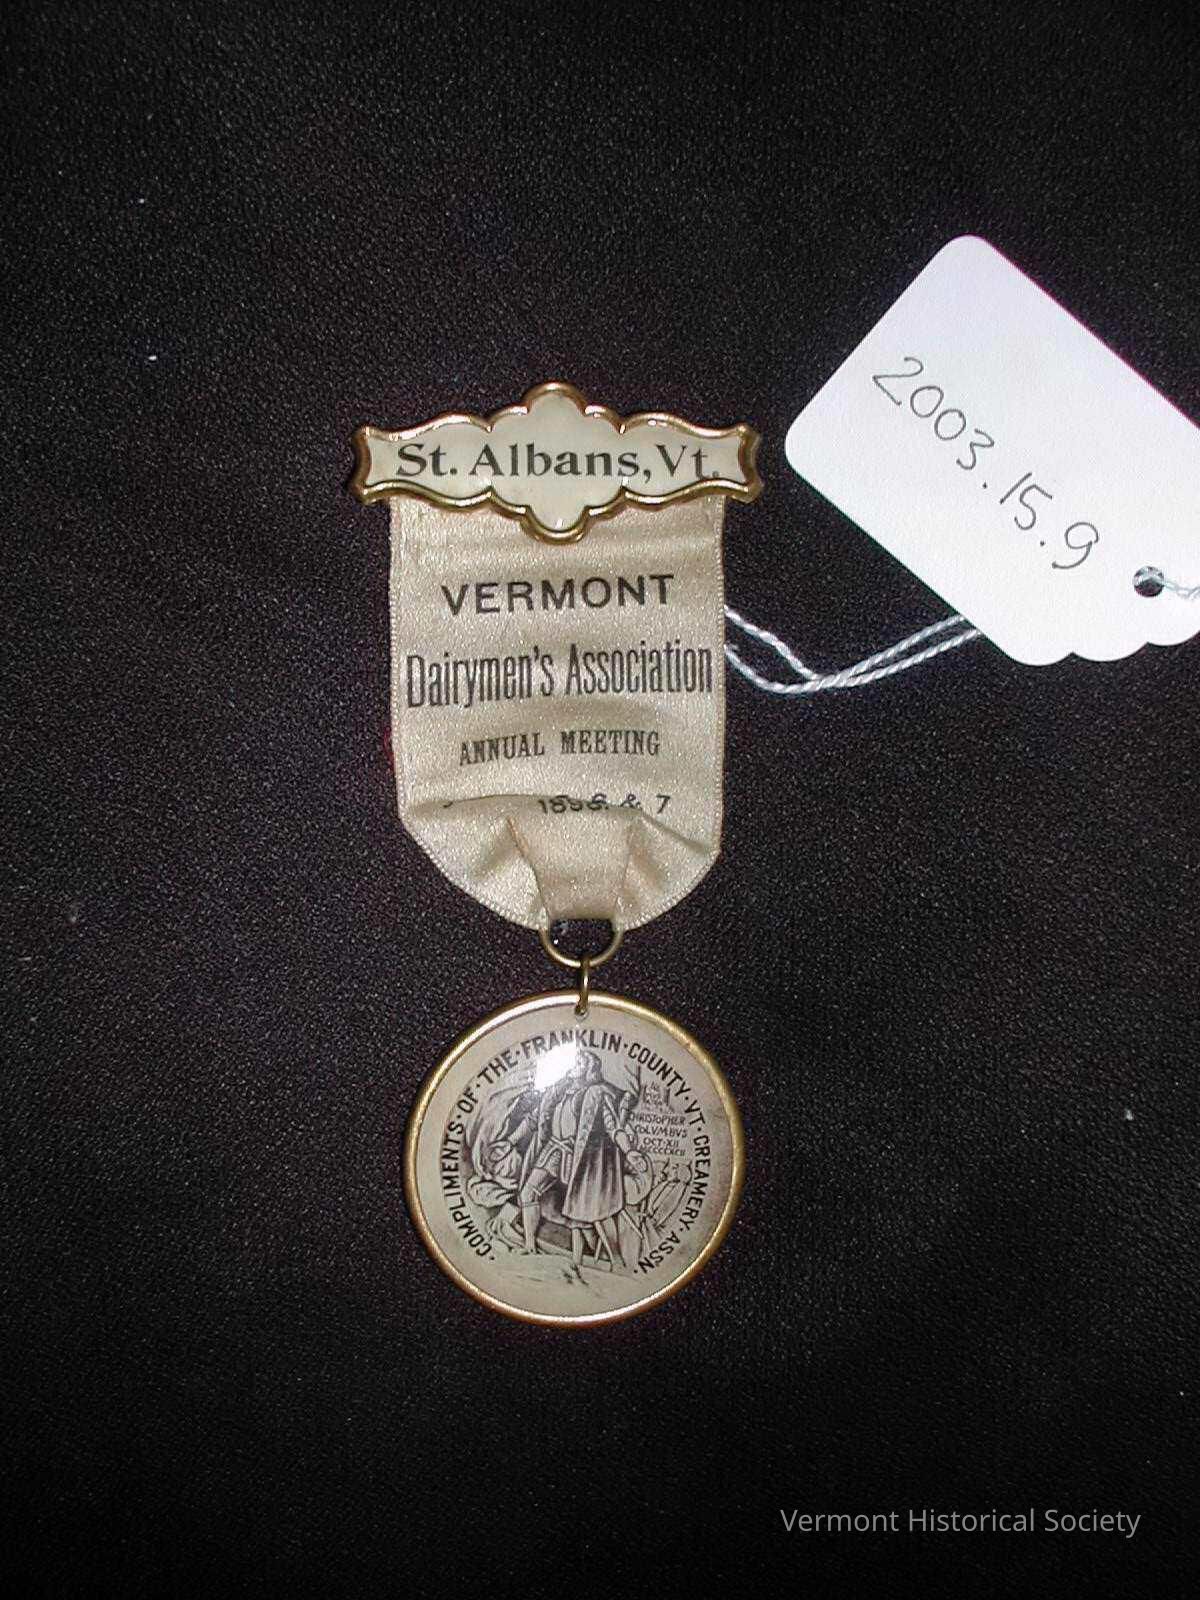 St. Albans, Vt.
VERMONT
Dairymen's Association
ANNUAL MEETING
& 7
COMPLIMENTS·OF·THE·FRANKLIN·COUNTY·VT·CREAMERY·ASSN·
CHRISTOPHER
COLVMBVS
OCT·XII
2003.15.9
Vermont Historical Society